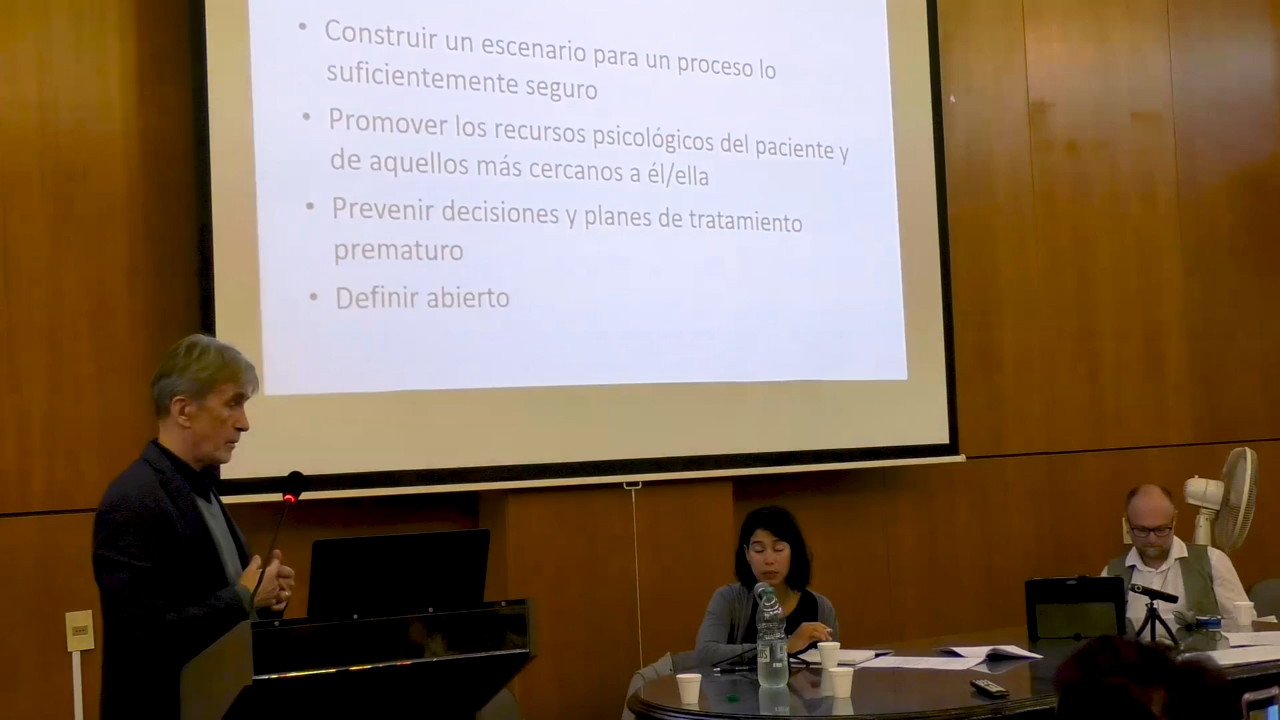 • Construir un escenario para un proceso lo
suficientemente seguro
• Promover los recursos psicológicos del paciente y
de aquellos más cercanos a él/ella
• Prevenir decisiones y planes de tratamiento
prematuro
• Definir abierto